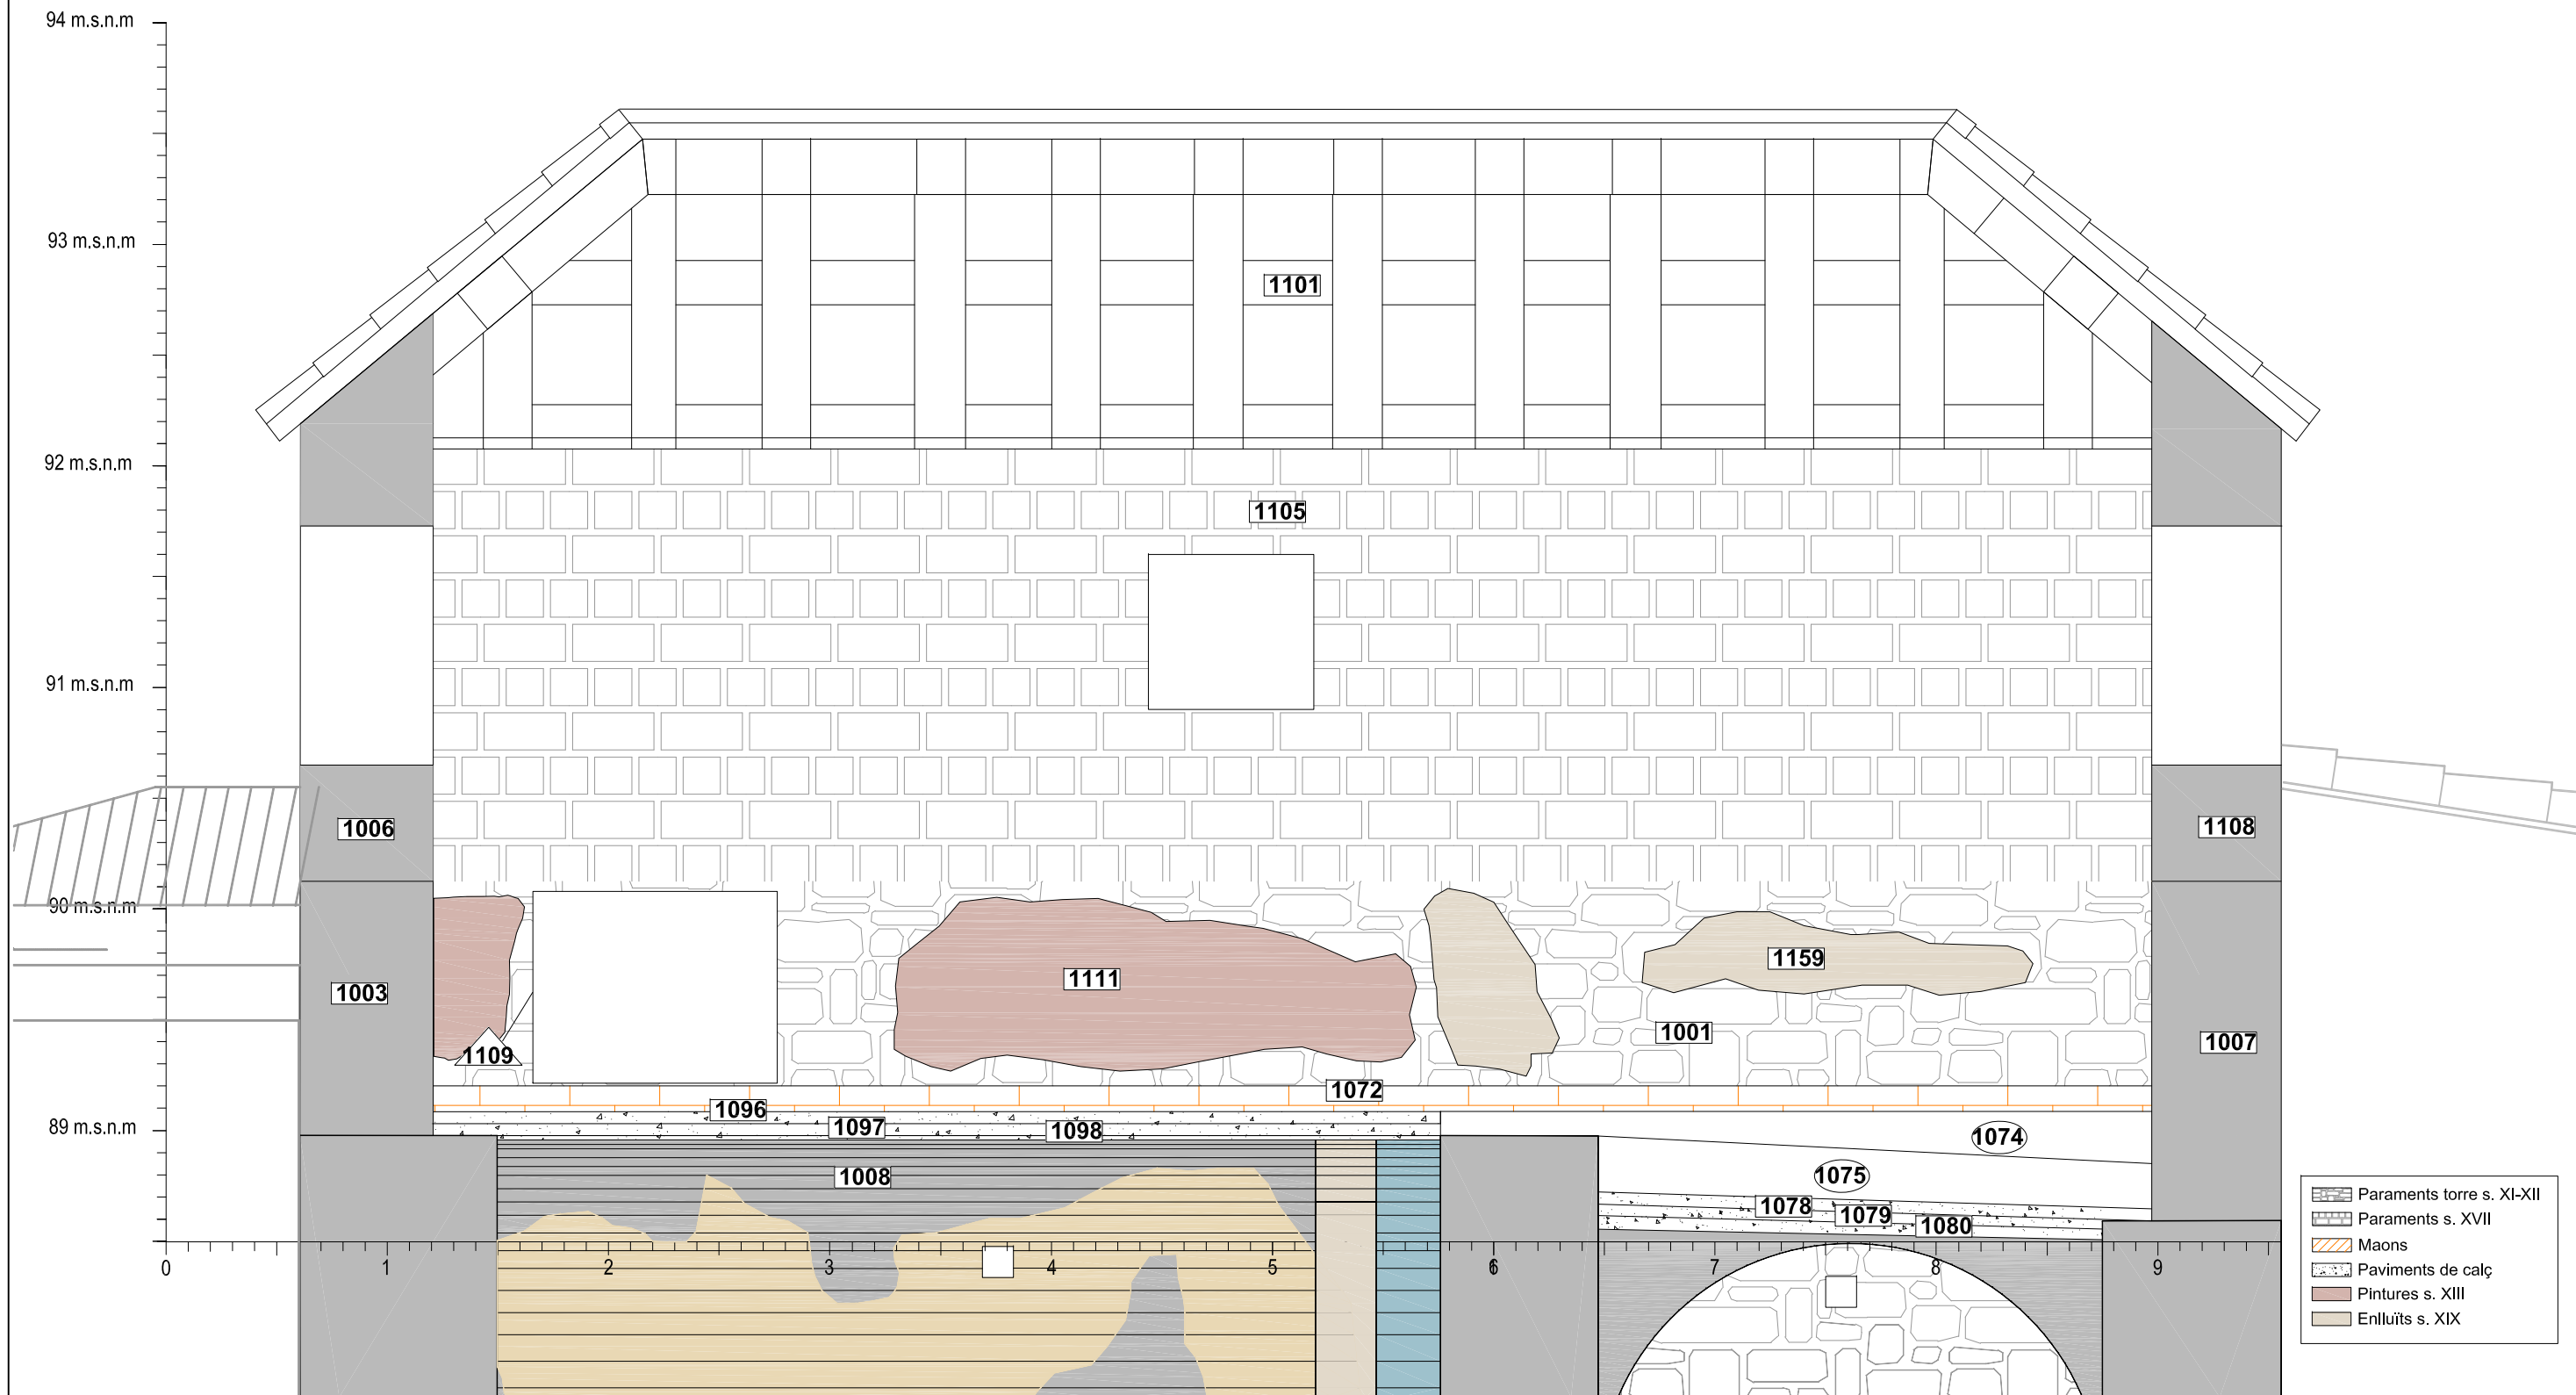 94 m.s.n.m
93 m.s.n.m
1101
92 m.s.n.m
1105
91 m.s.n.m
1006
1108
90 m.s.n.m
1159
1111
1003
1001
1007
1109
1072
1096
1097
1098
89 m.s.n.m
1074
1075
1008
1078
1079
1080
0 1 2 3 4 5 6 7 8 9
Paraments torre s. XI-XII
Paraments s. XVII
Maons
Paviments de calç
Pintures s. XIII
Enlluïts s. XIX